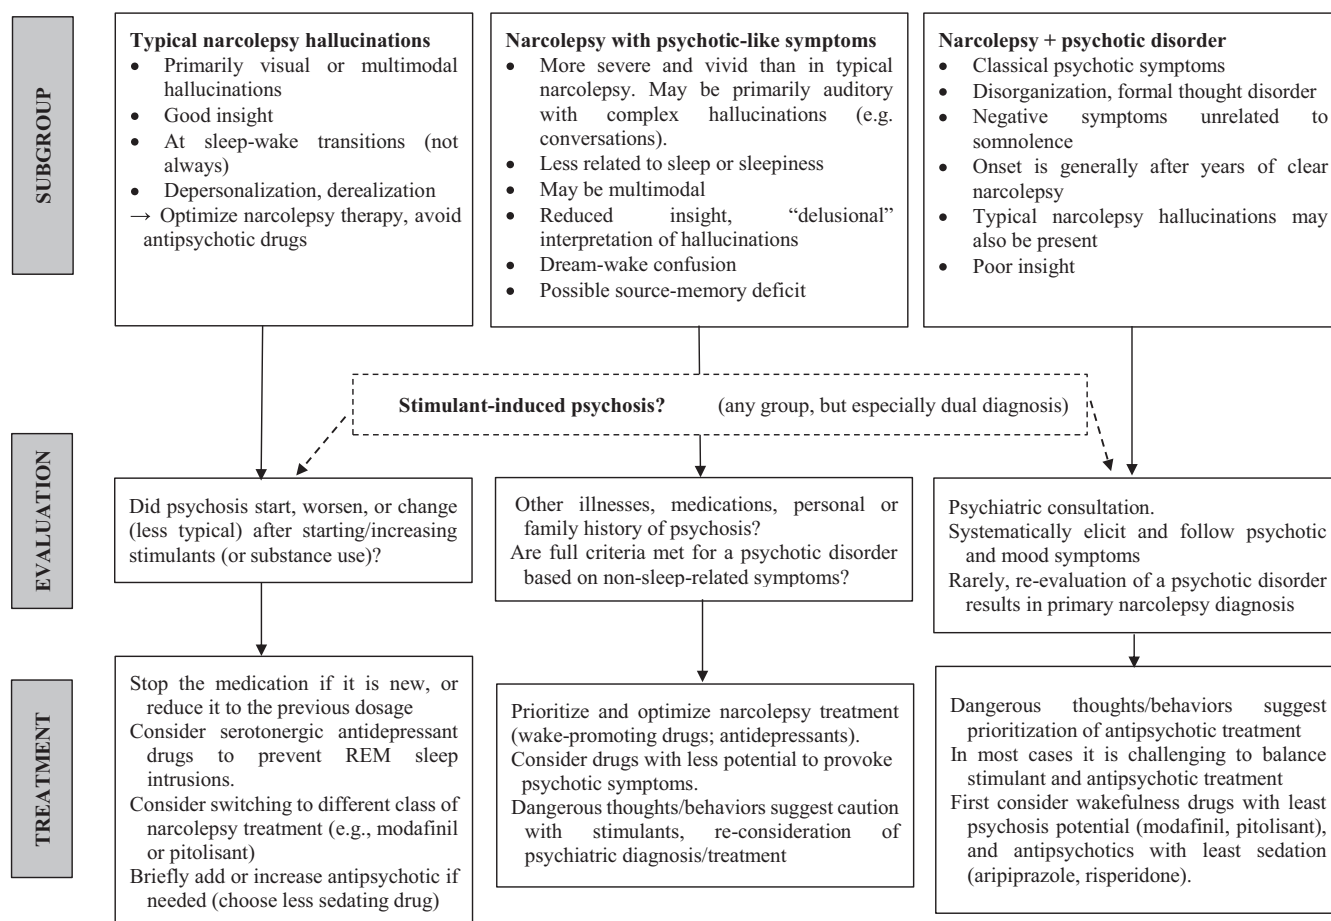 SUBGROUP
Typical narcolepsy hallucinations
• Primarily visual or multimodal
hallucinations
• Good insight
• At sleep-wake transitions (not
always)
• Depersonalization, derealization
→ Optimize narcolepsy therapy, avoid
antipsychotic drugs
Narcolepsy with psychotic-like symptoms
• More severe and vivid than in typical
narcolepsy. May be primarily auditory
with complex hallucinations (e.g.
conversations).
• Less related to sleep or sleepiness
• May be multimodal
• Reduced insight, “delusional”
interpretation of hallucinations
• Dream-wake confusion
• Possible source-memory deficit
Narcolepsy + psychotic disorder
• Classical psychotic symptoms
• Disorganization, formal thought disorder
• Negative symptoms unrelated to
somnolence
• Onset is generally after years of clear
narcolepsy
• Typical narcolepsy hallucinations may
also be present
• Poor insight
Stimulant-induced psychosis? (any group, but especially dual diagnosis)
EVALUATION
Did psychosis start, worsen, or change
(less typical) after starting/increasing
stimulants (or substance use)?
Other illnesses, medications, personal or
family history of psychosis?
Are full criteria met for a psychotic disorder
based on non-sleep-related symptoms?
Psychiatric consultation.
Systematically elicit and follow psychotic
and mood symptoms
Rarely, re-evaluation of a psychotic disorder
results in primary narcolepsy diagnosis
TREATMENT
Stop the medication if it is new, or
reduce it to the previous dosage
Consider serotonergic antidepressant
drugs to prevent REM sleep
intrusions.
Consider switching to different class of
narcolepsy treatment (e.g., modafinil
or pitolisant)
Briefly add or increase antipsychotic if
needed (choose less sedating drug)
Prioritize and optimize narcolepsy treatment
(wake-promoting drugs; antidepressants).
Consider drugs with less potential to provoke
psychotic symptoms.
Dangerous thoughts/behaviors suggest caution
with stimulants, re-consideration of
psychiatric diagnosis/treatment
Dangerous thoughts/behaviors suggest
prioritization of antipsychotic treatment
In most cases it is challenging to balance
stimulant and antipsychotic treatment
First consider wakefulness drugs with least
psychosis potential (modafinil, pitolisant),
and antipsychotics with least sedation
(aripiprazole, risperidone).